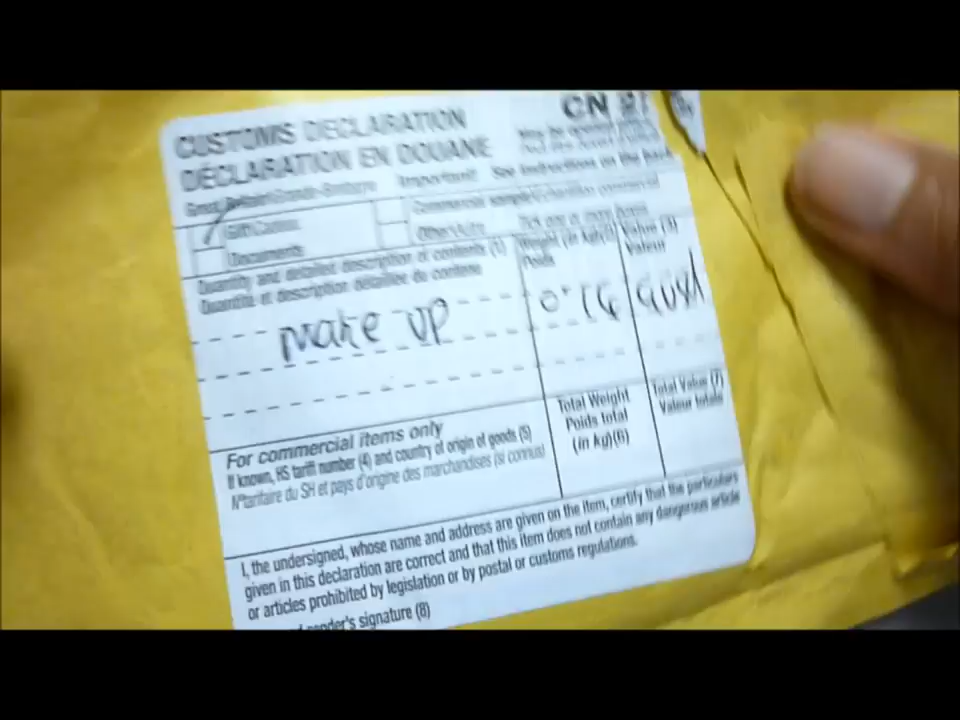 CUSTOMS DECLARATION
DÉCLARATION EN DOUANE
CN
Important! See instructions on the back
Gift/Cadeau
Commercial sample/
Documents
Other/Autre
Tick one or more boxes
Quantity and detailed description of contents (1)
Quantité et description détaillée du contenu
Weight (in kg)
Poids
Value (3)
Valeur
Make up
For commercial items only
If known, HS tariff number (4) and country of origin of goods (5)
N°tarifaire du SH et pays d'origine des marchandises (si connus)
Total Weight
Poids total
(in kg)(6)
Total Value (7)
Valeur totale
I, the undersigned, whose name and address are given on the item, certify that the particulars
given in this declaration are correct and that this item does not contain any dangerous article
or articles prohibited by legislation or by postal or customs regulations.
sender's signature (8)